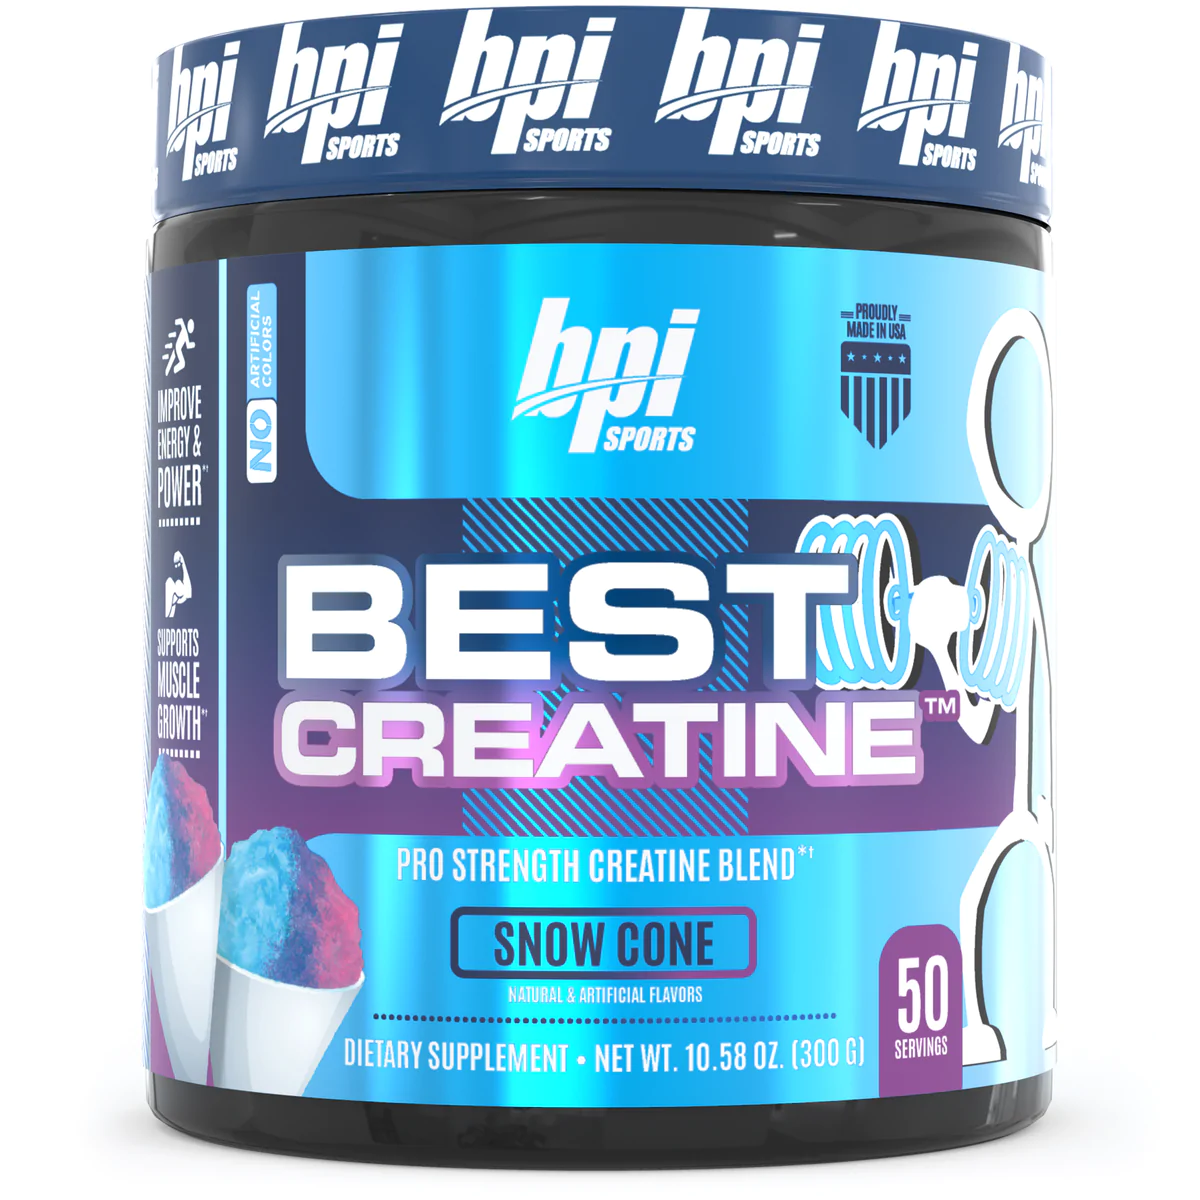 bpi SPORTS
bpi SPORTS
bpi SPORTS
bpi SPORTS
bpi SPORTS
bpi
NO ARTIFICIAL
COLORS
IMPROVE
ENERGY &
POWER*†
SUPPORTS
MUSCLE
GROWTH*†
bpi
SPORTS
PROUDLY
MADE IN USA
BEST
CREATINE™
PRO STRENGTH CREATINE BLEND*†
SNOW CONE
NATURAL & ARTIFICIAL FLAVORS
DIETARY SUPPLEMENT • NET WT. 10.58 OZ. (300 G)
50
SERVINGS